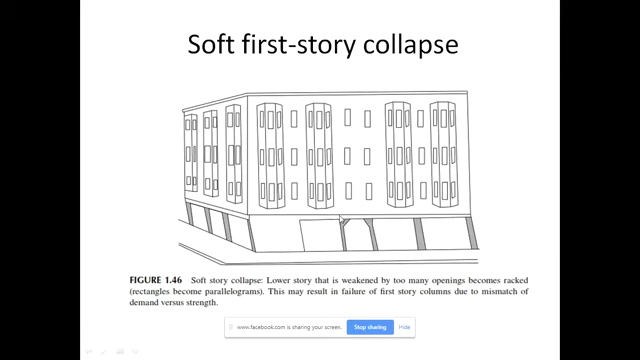 Soft first-story collapse
FIGURE 1.46 Soft story collapse: Lower story that is weakened by too many openings becomes racked
(rectangles become parallelograms). This may result in failure of first story columns due to mismatch of
demand versus strength.
www.facebook.com is sharing your screen. Stop sharing Hide